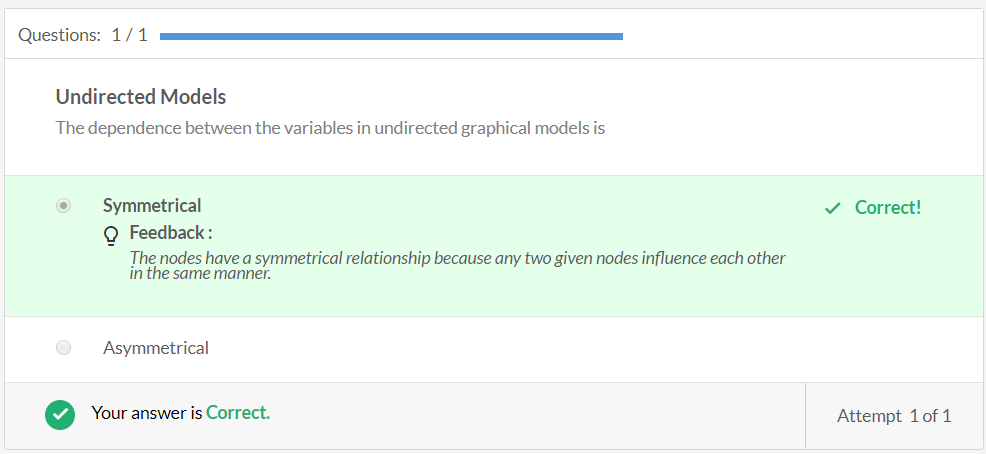 Questions: 1 / 1
Undirected Models
The dependence between the variables in undirected graphical models is
Symmetrical
Correct!
Feedback :
The nodes have a symmetrical relationship because any two given nodes influence each other
in the same manner.
Asymmetrical
Your answer is Correct.
Attempt 1 of 1